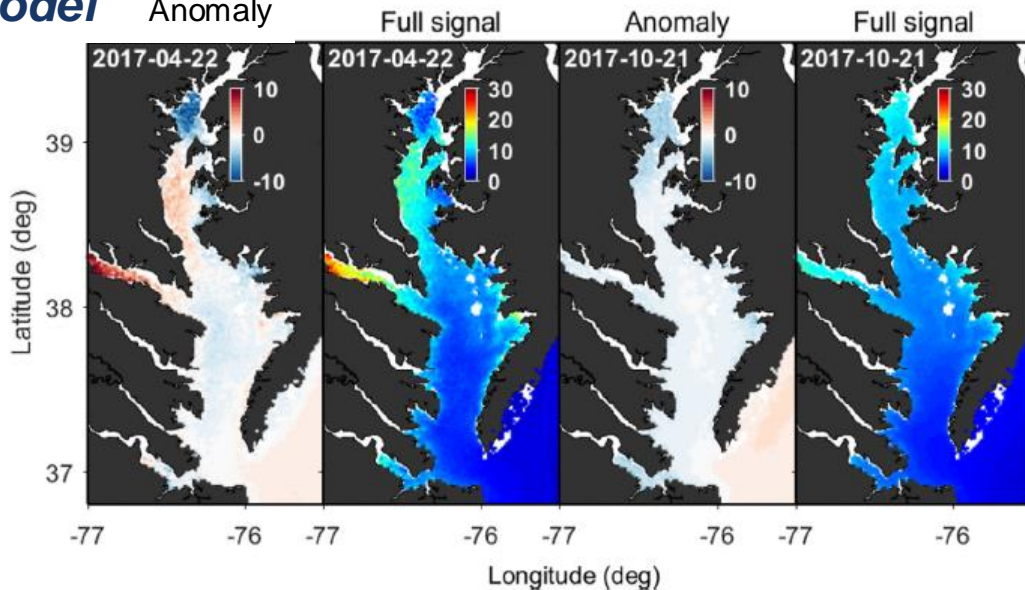 odel Anomaly Full signal Anomaly Full signal
2017-04-22 2017-04-22 2017-10-21 2017-10-21
10 30 10 30
0 20 0 20
-10 10 -10 10
0 0
39
38
37
Latitude (deg)
-77 -76 -77 -76 -77 -76 -77 -76
Longitude (deg)